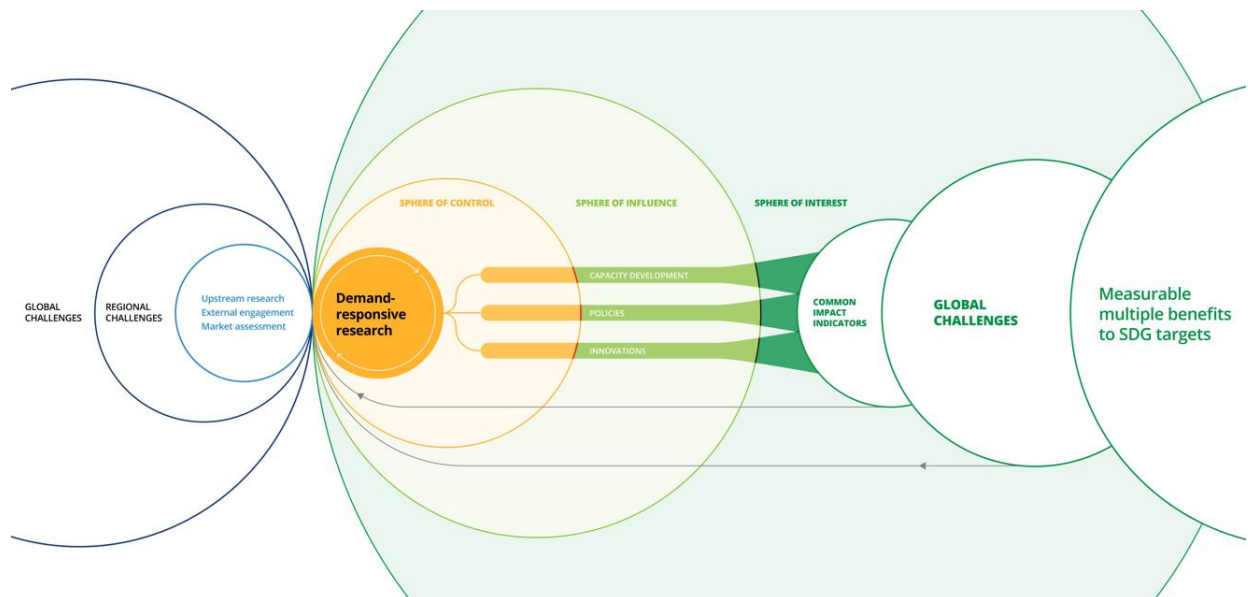 GLOBAL
CHALLENGES
REGIONAL
CHALLENGES
Upstream research
External engagement
Market assessment
Demand-
responsive
research
SPHERE OF CONTROL
SPHERE OF INFLUENCE
SPHERE OF INTEREST
CAPACITY DEVELOPMENT
POLICIES
INNOVATIONS
COMMON
IMPACT
INDICATORS
GLOBAL
CHALLENGES
Measurable
multiple benefits
to SDG targets